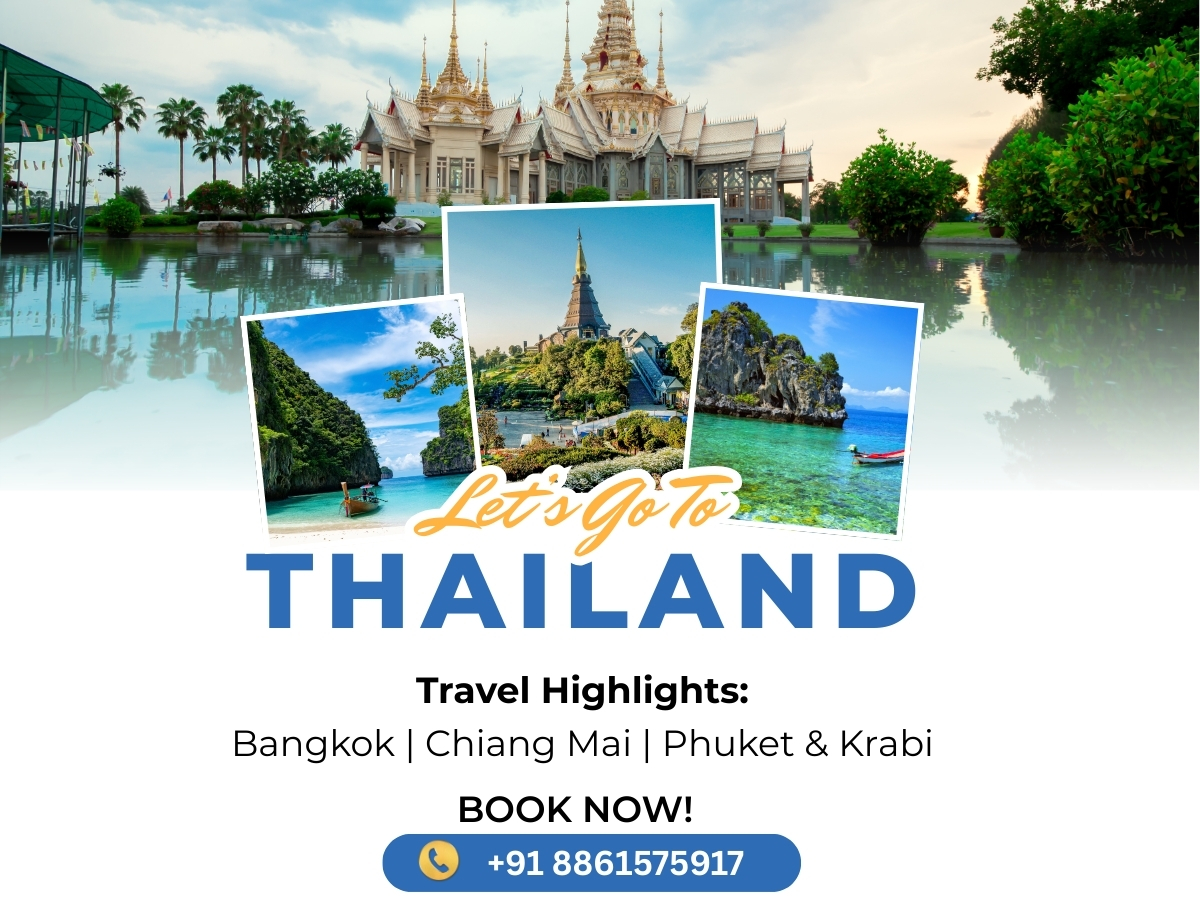 Let's Go To
THAILAND
Travel Highlights:
Bangkok | Chiang Mai | Phuket & Krabi
BOOK NOW!
+91 8861575917